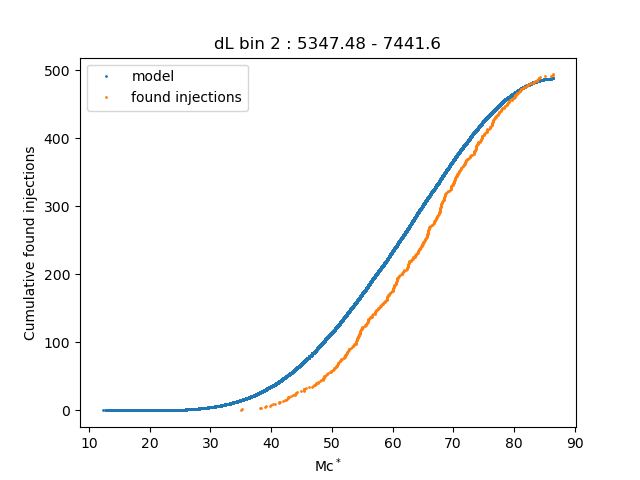 dL bin 2 : 5347.48 - 7441.6
model
found injections
Cumulative found injections
500
400
300
200
100
0
10 20 30 40 50 60 70 80 90
Mc*